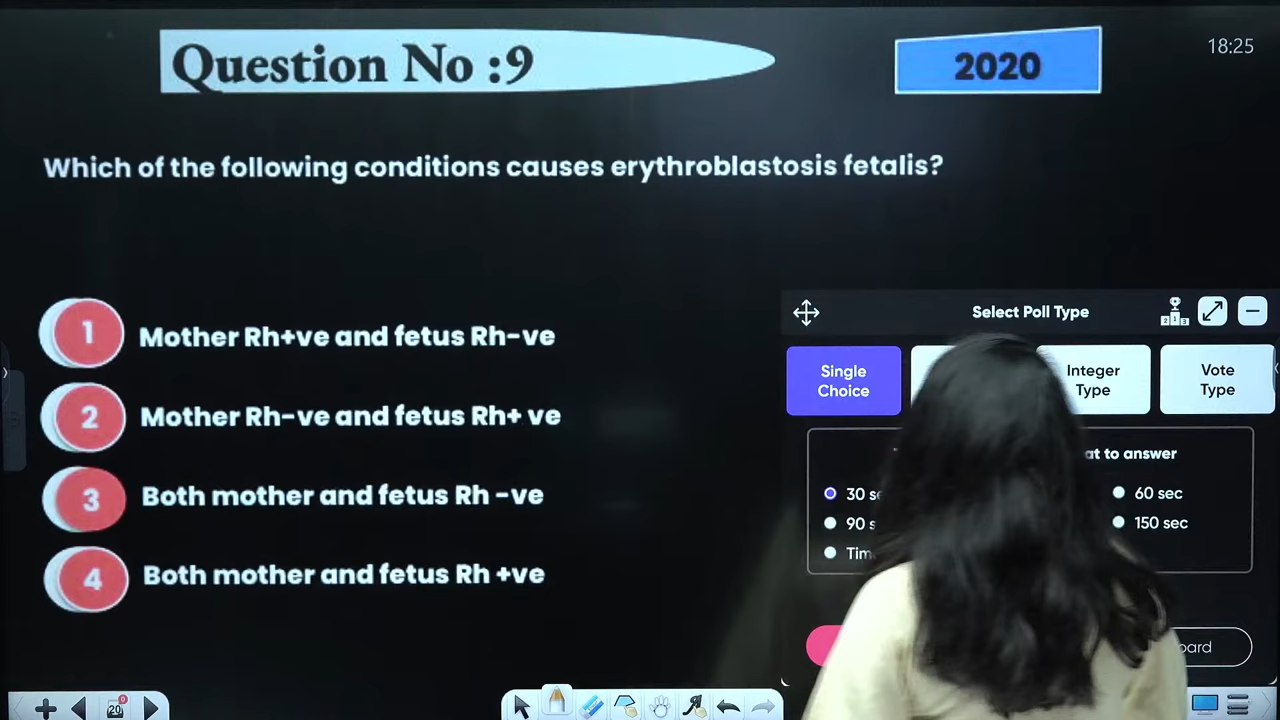 Question No :9
2020
18:25
Which of the following conditions causes erythroblastosis fetalis?
1 Mother Rh+ve and fetus Rh-ve
2 Mother Rh-ve and fetus Rh+ ve
3 Both mother and fetus Rh -ve
4 Both mother and fetus Rh +ve
Select Poll Type
Single
Choice
Integer
Type
Vote
Type
to answer
30
60 sec
90
150 sec
20